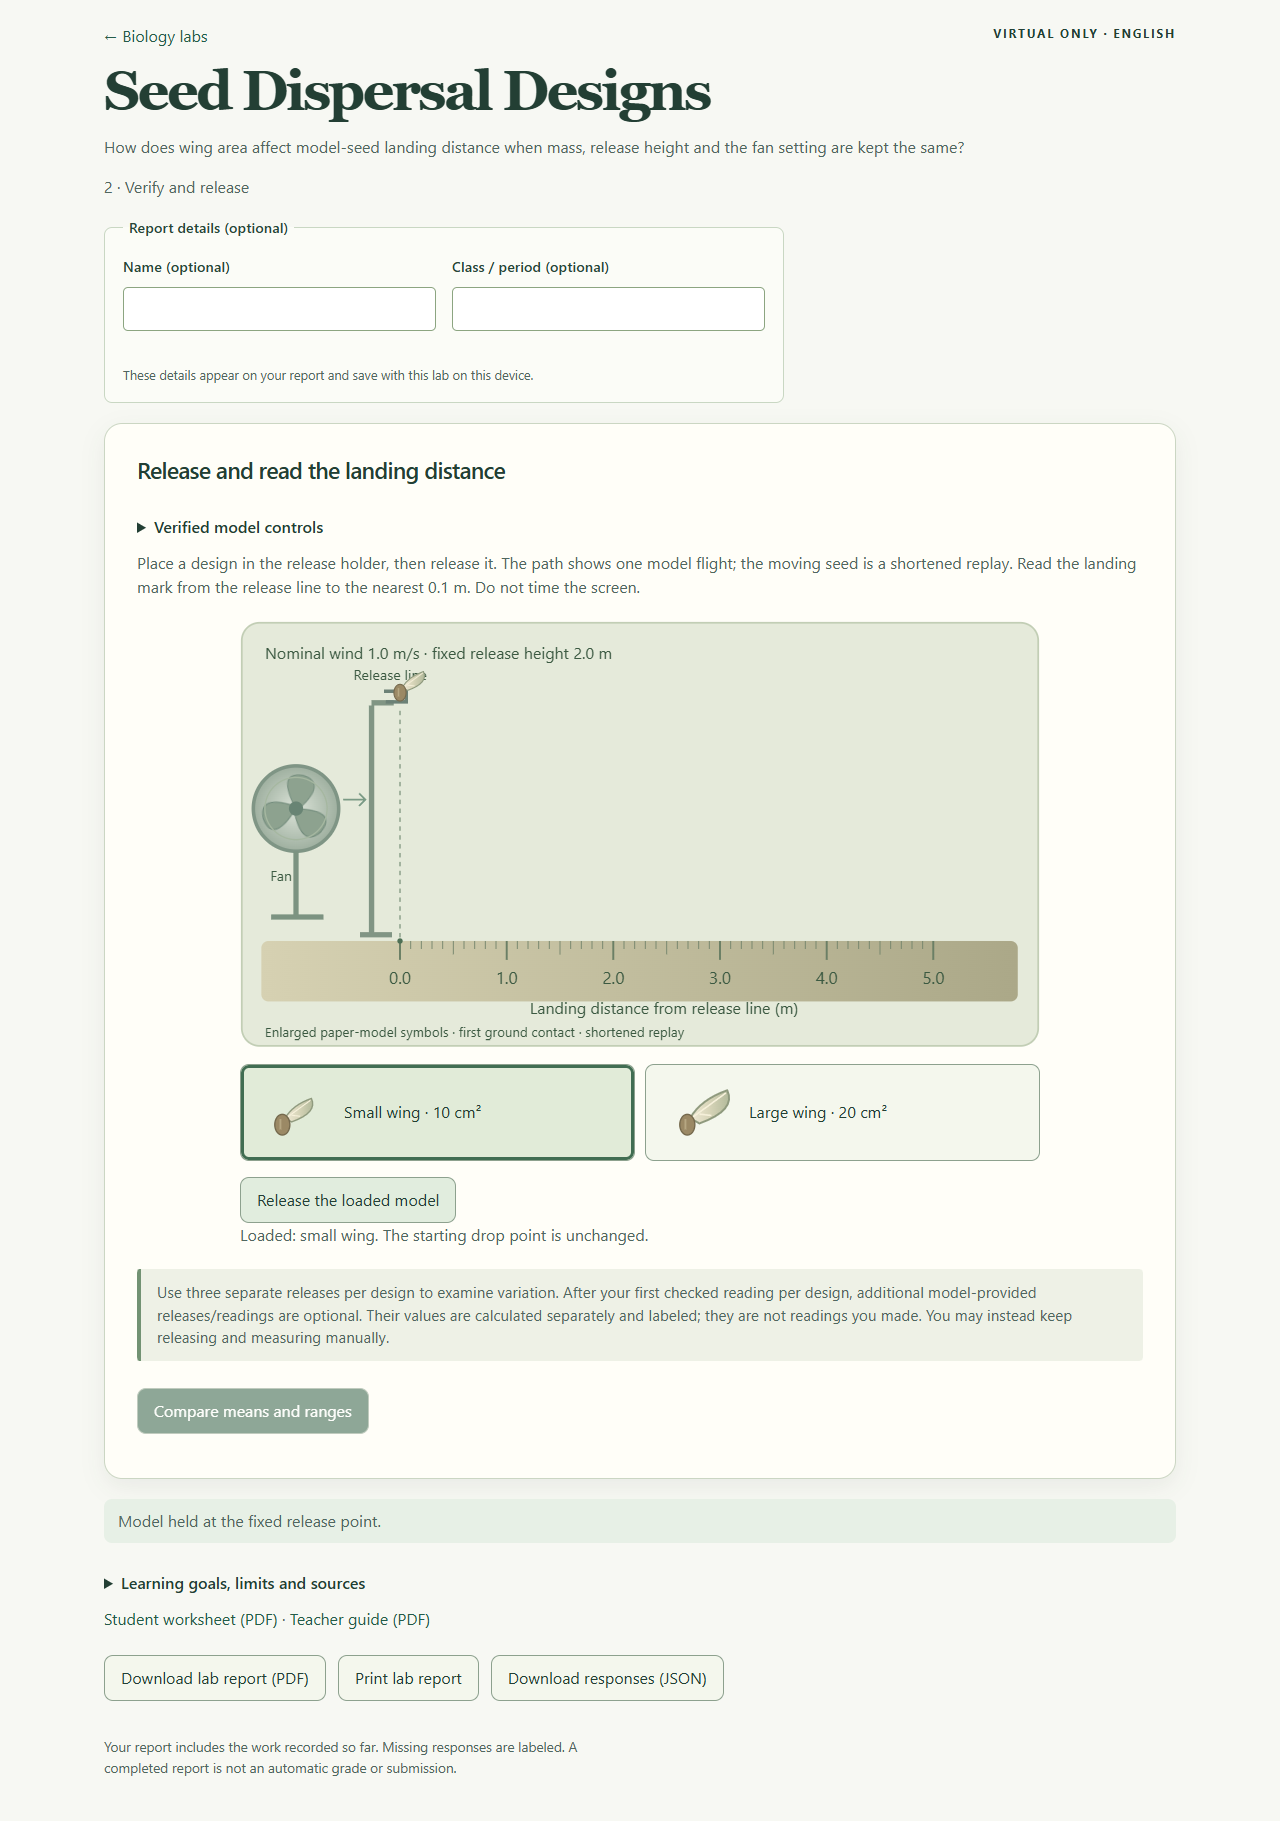 ← Biology labs
VIRTUAL ONLY · ENGLISH
Seed Dispersal Designs
How does wing area affect model-seed landing distance when mass, release height and the fan setting are kept the same?
2 · Verify and release
Report details (optional)
Name (optional)
Class / period (optional)
These details appear on your report and save with this lab on this device.
Release and read the landing distance
Verified model controls
Place a design in the release holder, then release it. The path shows one model flight; the moving seed is a shortened replay. Read the landing
mark from the release line to the nearest 0.1 m. Do not time the screen.
Nominal wind 1.0 m/s · fixed release height 2.0 m
Release line
Fan
0.0 1.0 2.0 3.0 4.0 5.0
Landing distance from release line (m)
Enlarged paper-model symbols · first ground contact · shortened replay
Small wing · 10 cm²
Large wing · 20 cm²
Release the loaded model
Loaded: small wing. The starting drop point is unchanged.
Use three separate releases per design to examine variation. After your first checked reading per design, additional model-provided
releases/readings are optional. Their values are calculated separately and labeled; they are not readings you made. You may instead keep
releasing and measuring manually.
Compare means and ranges
Model held at the fixed release point.
Learning goals, limits and sources
Student worksheet (PDF) · Teacher guide (PDF)
Download lab report (PDF)
Print lab report
Download responses (JSON)
Your report includes the work recorded so far. Missing responses are labeled. A
completed report is not an automatic grade or submission.